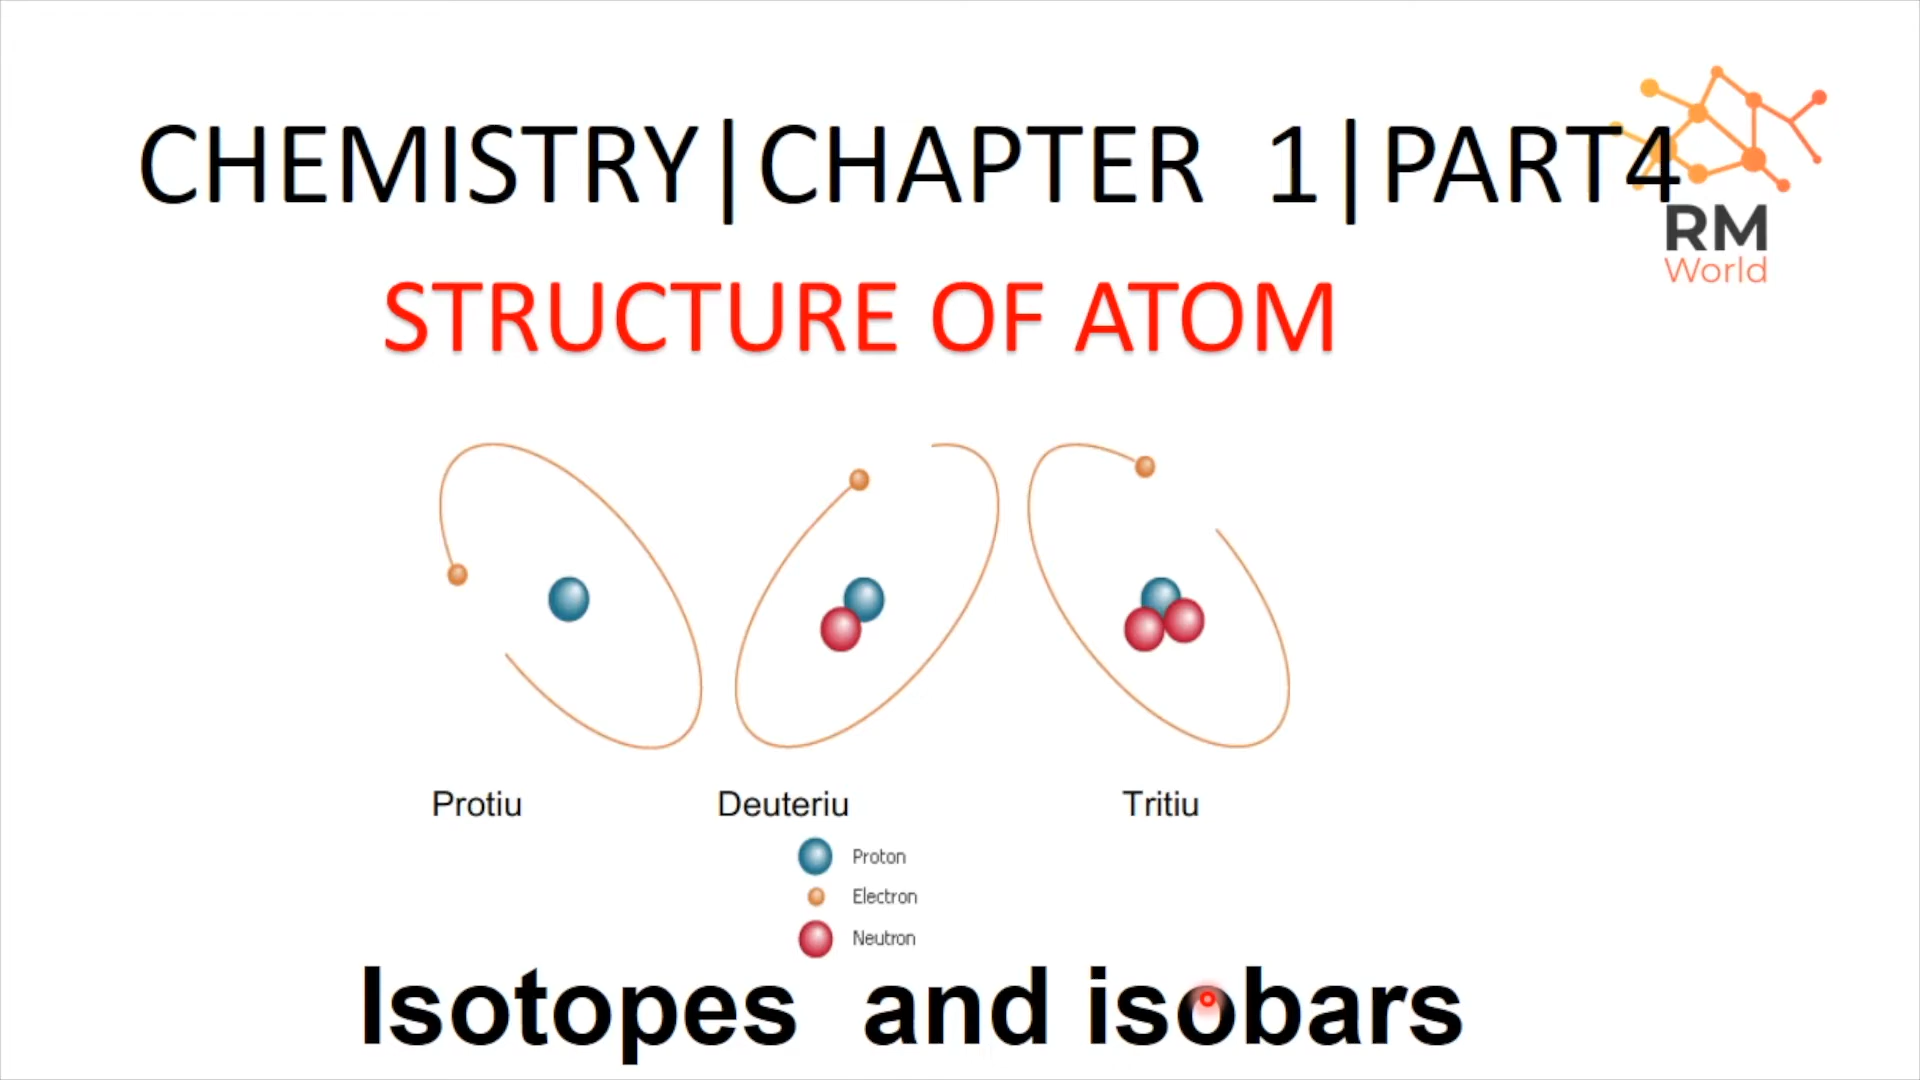 CHEMISTRY|CHAPTER 1|PART4
RM
World
STRUCTURE OF ATOM
Protiu
Deuteriu
Tritiu
Proton
Electron
Neutron
Isotopes and isobars